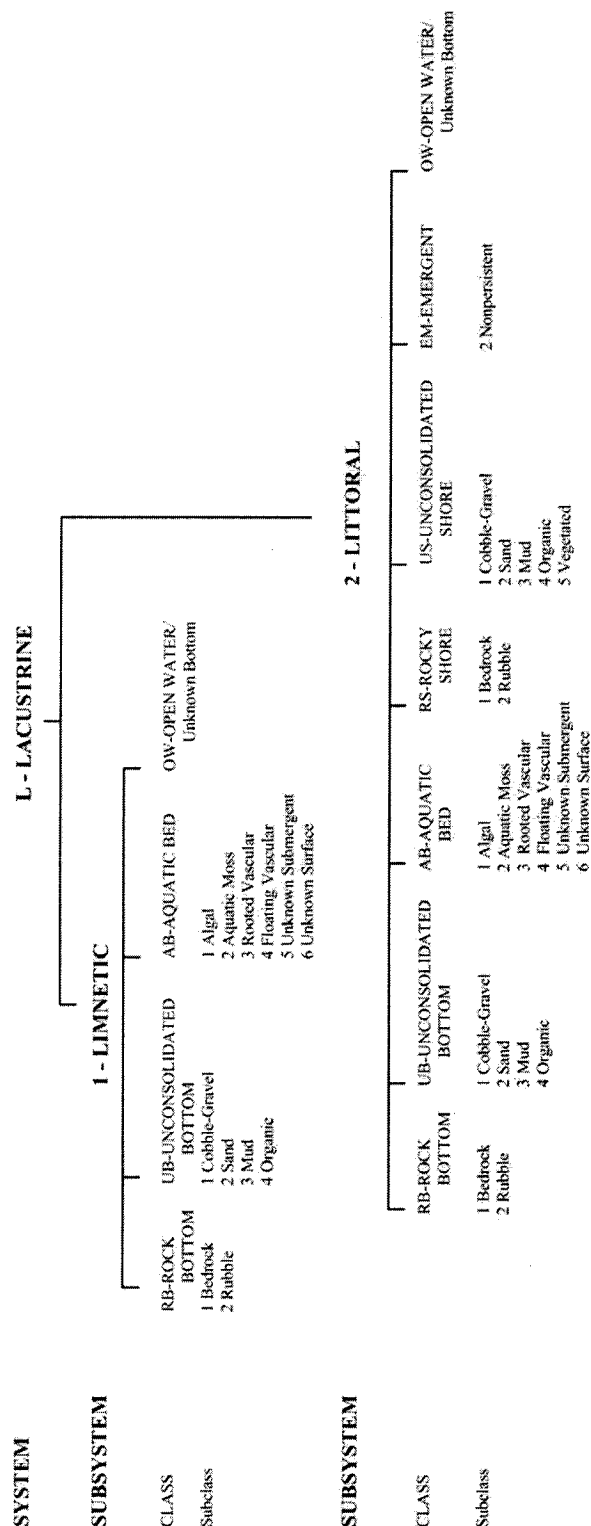 SYSTEM
L - LACUSTRINE
SUBSYSTEM
1 - LIMNETIC
CLASS
RB-ROCK
BOTTOM
UB-UNCONSOLIDATED
BOTTOM
AB-AQUATIC BED
OW-OPEN WATER/
Unknown Bottom
Subclass
1 Bedrock
2 Rubble
1 Cobble-Gravel
2 Sand
3 Mud
4 Organic
1 Algal
2 Aquatic Moss
3 Rooted Vascular
4 Floating Vascular
5 Unknown Submergent
6 Unknown Surface
SUBSYSTEM
2 - LITTORAL
CLASS
RB-ROCK
BOTTOM
UB-UNCONSOLIDATED
BOTTOM
AB-AQUATIC
BED
RS-ROCKY
SHORE
US-UNCONSOLIDATED
SHORE
EM-EMERGENT
OW-OPEN WATER/
Unknown Bottom
Subclass
1 Bedrock
2 Rubble
1 Cobble-Gravel
2 Sand
3 Mud
4 Organic
1 Algal
2 Aquatic Moss
3 Rooted Vascular
4 Floating Vascular
5 Unknown Submergent
6 Unknown Surface
1 Bedrock
2 Rubble
1 Cobble-Gravel
2 Sand
3 Mud
4 Organic
5 Vegetated
2 Nonpersistent